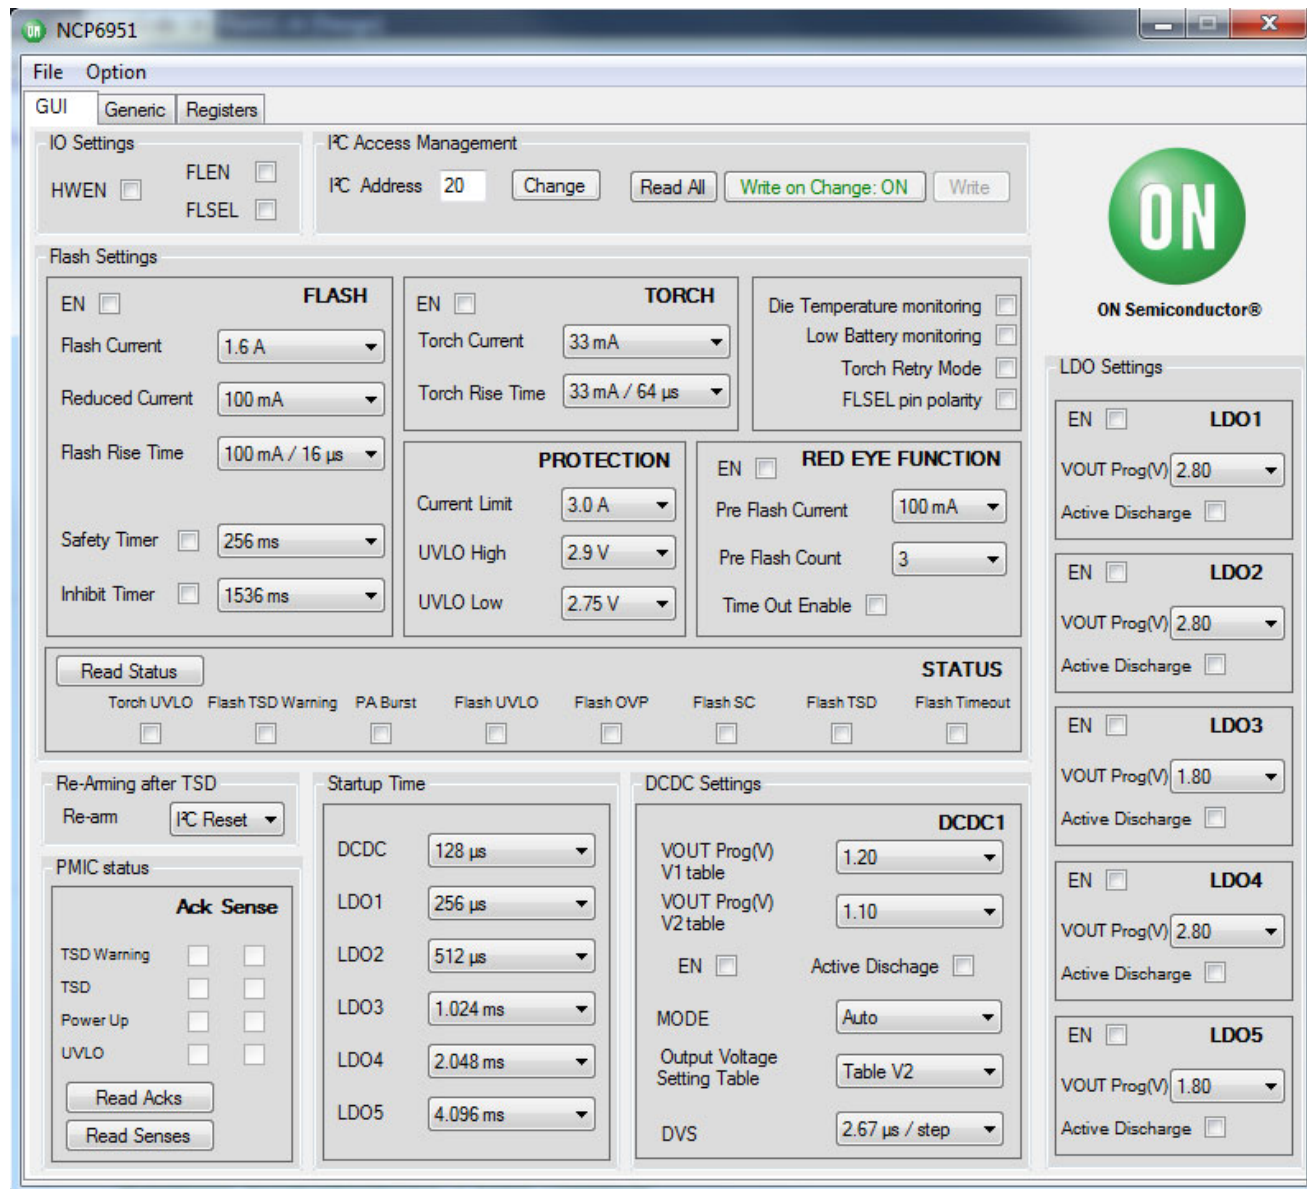 NCP6951
File Option
GUI Generic Registers
IO Settings
HWEN
FLEN
FLSEL
I²C Access Management
I²C Address 20 Change Read All Write on Change: ON Write
ON
ON Semiconductor®
Flash Settings
EN FLASH
Flash Current 1.6 A
Reduced Current 100 mA
Flash Rise Time 100 mA / 16 µs
Safety Timer 256 ms
Inhibit Timer 1536 ms
EN TORCH
Torch Current 33 mA
Torch Rise Time 33 mA / 64 µs
Die Temperature monitoring
Low Battery monitoring
Torch Retry Mode
FLSEL pin polarity
PROTECTION
Current Limit 3.0 A
UVLO High 2.9 V
UVLO Low 2.75 V
EN RED EYE FUNCTION
Pre Flash Current 100 mA
Pre Flash Count 3
Time Out Enable
Read Status STATUS
Torch UVLO Flash TSD Warning PA Burst Flash UVLO Flash OVP Flash SC Flash TSD Flash Timeout
Re-Arming after TSD
Re-arm I²C Reset
PMIC status
Ack Sense
TSD Warning
TSD
Power Up
UVLO
Read Acks
Read Senses
Startup Time
DCDC 128 µs
LDO1 256 µs
LDO2 512 µs
LDO3 1.024 ms
LDO4 2.048 ms
LDO5 4.096 ms
DCDC Settings
DCDC1
VOUT Prog(V)
V1 table
1.20
VOUT Prog(V)
V2 table
1.10
EN Active Dischage
MODE Auto
Output Voltage
Setting Table
Table V2
DVS 2.67 µs / step
LDO Settings
EN LDO1
VOUT Prog(V) 2.80
Active Discharge
EN LDO2
VOUT Prog(V) 2.80
Active Discharge
EN LDO3
VOUT Prog(V) 1.80
Active Discharge
EN LDO4
VOUT Prog(V) 2.80
Active Discharge
EN LDO5
VOUT Prog(V) 1.80
Active Discharge